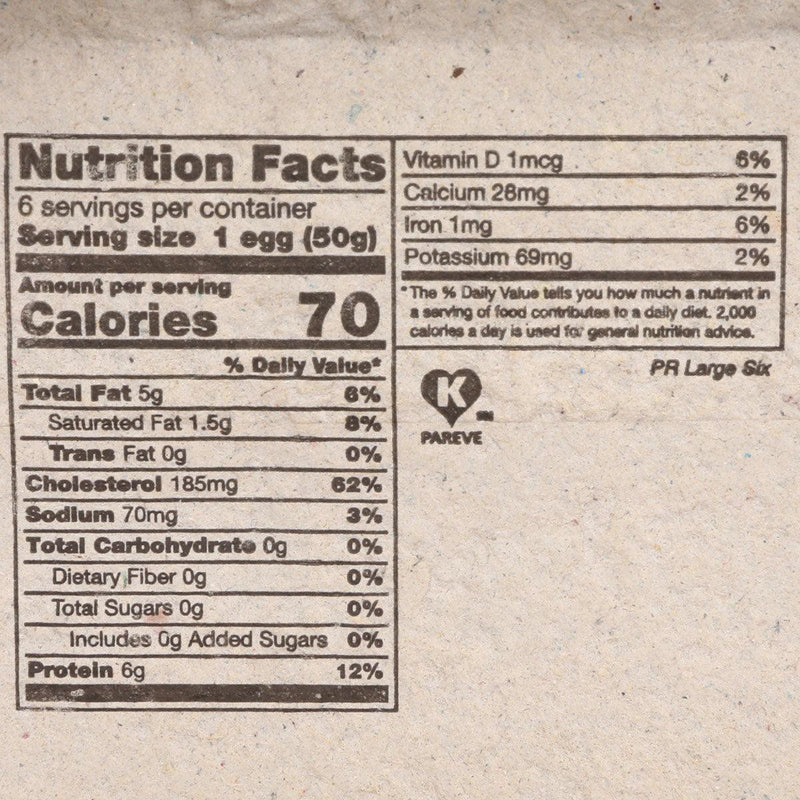 Nutrition Facts
6 servings per container
Serving size 1 egg (50g)
Amount per serving
Calories 70
% Daily Value*
Total Fat 5g 6%
Saturated Fat 1.5g 8%
Trans Fat 0g 0%
Cholesterol 185mg 62%
Sodium 70mg 3%
Total Carbohydrate 0g 0%
Dietary Fiber 0g 0%
Total Sugars 0g 0%
Includes 0g Added Sugars 0%
Protein 6g 12%
Vitamin D 1mcg 6%
Calcium 28mg 2%
Iron 1mg 6%
Potassium 69mg 2%
*The % Daily Value tells you how much a nutrient in
a serving of food contributes to a daily diet. 2,000
calories a day is used for general nutrition advice.
PR Large Six
K
PAREVE